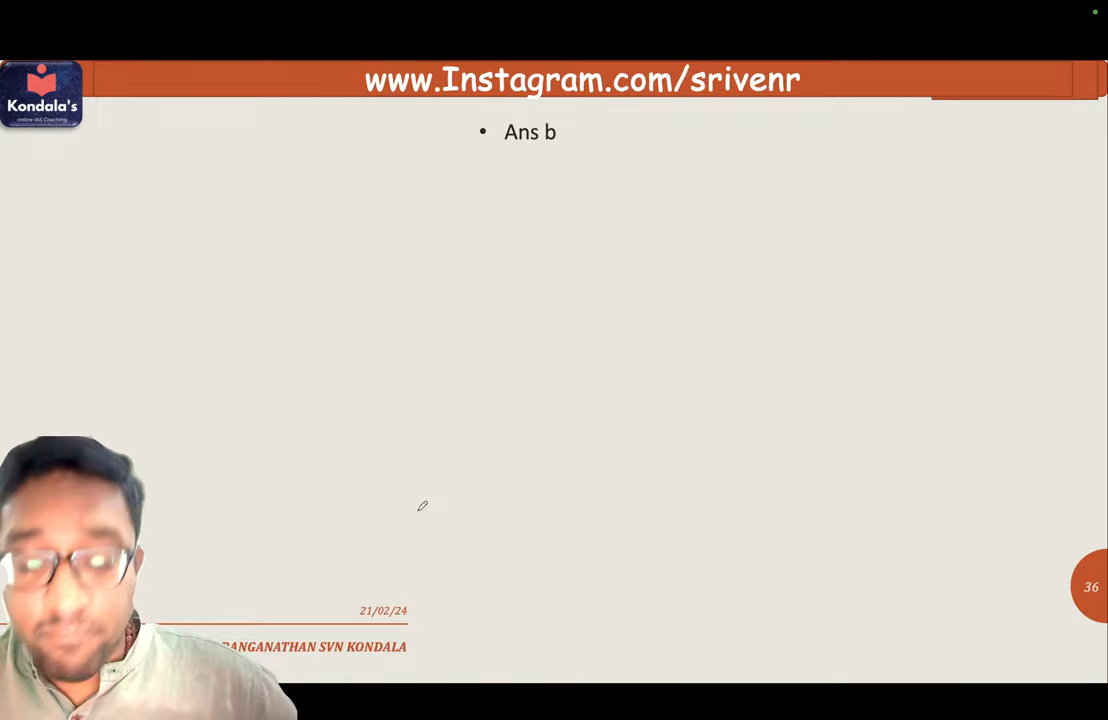 www.Instagram.com/srivenr
Kondala's
online IAS Coaching
• Ans b
36
21/02/24
RANGANATHAN SVN KONDALA